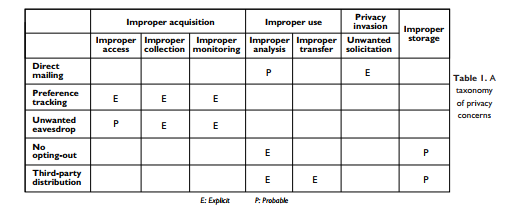 Improper acquisition Improper use Privacy invasion Improper storage
Improper access Improper collection Improper monitoring Improper analysis Improper transfer Unwanted solicitation
Direct mailing P E
Preference tracking E E E
Unwanted eavesdrop P E E
No opting-out E P
Third-party distribution E E P
E: Explicit P: Probable
Table 1. A
taxonomy
of privacy
concerns